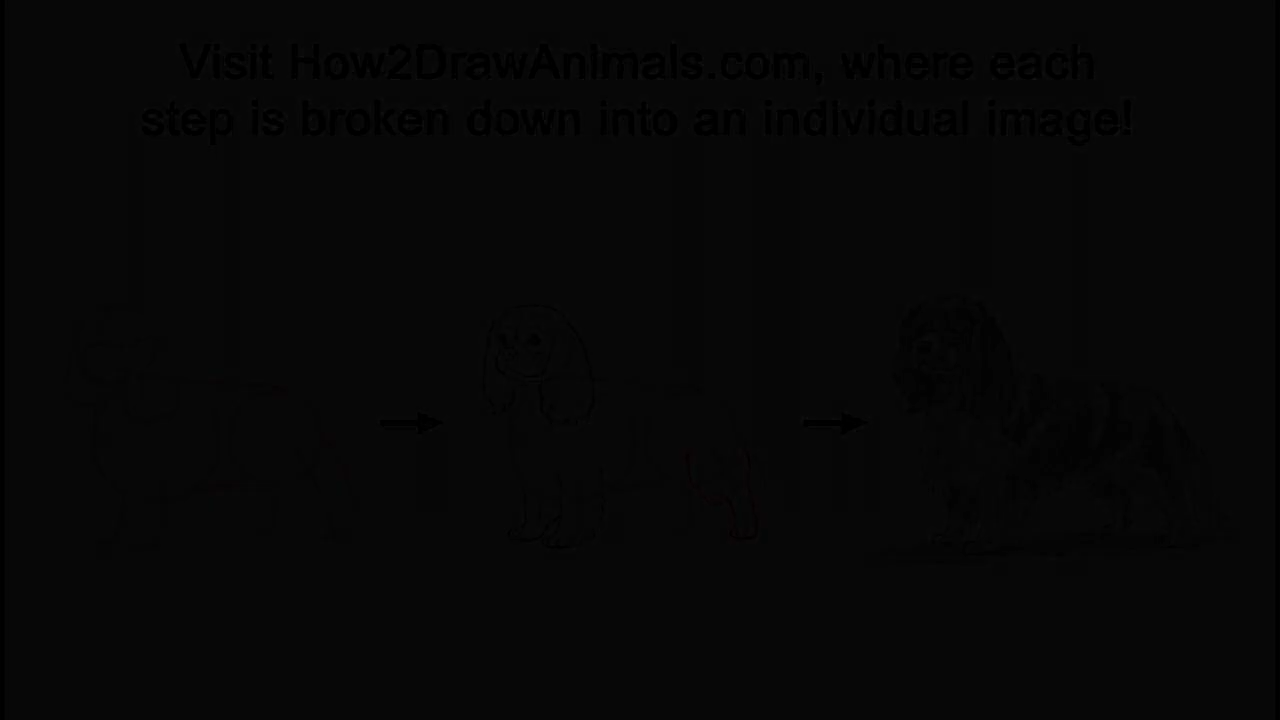 Visit How2DrawAnimals.com, where each
step is broken down into an individual image!